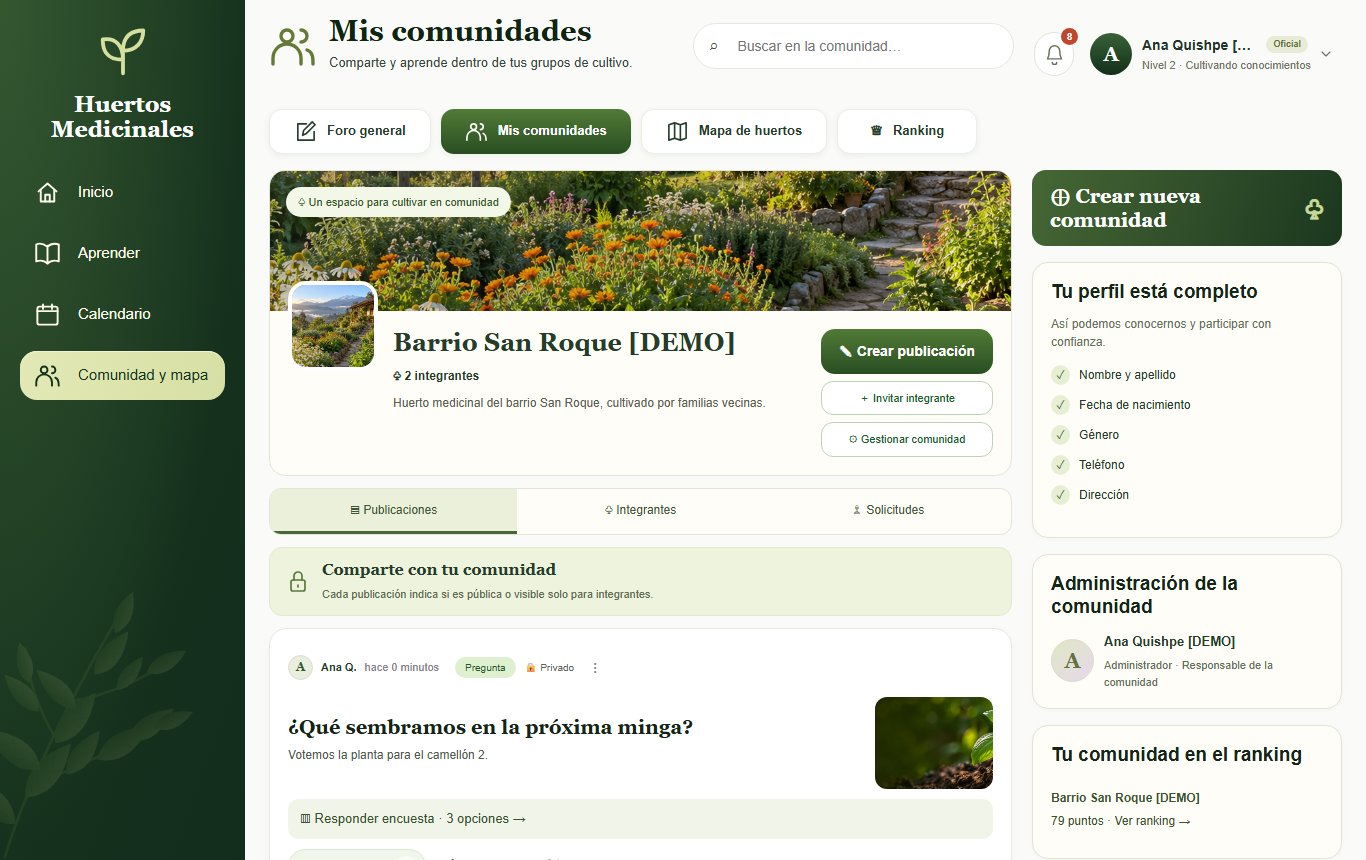 Huertos
Medicinales
Inicio
Aprender
Calendario
Comunidad y mapa
Mis comunidades
Comparte y aprende dentro de tus grupos de cultivo.
Buscar en la comunidad...
8
A
Ana Quishpe [...
Oficial
Nivel 2 · Cultivando conocimientos
Foro general
Mis comunidades
Mapa de huertos
Ranking
Un espacio para cultivar en comunidad
Barrio San Roque [DEMO]
2 integrantes
Huerto medicinal del barrio San Roque, cultivado por familias vecinas.
Crear publicación
+ Invitar integrante
Gestionar comunidad
Publicaciones
Integrantes
Solicitudes
Comparte con tu comunidad
Cada publicación indica si es pública o visible solo para integrantes.
A
Ana Q.
hace 0 minutos
Pregunta
Privado
¿Qué sembramos en la próxima minga?
Votemos la planta para el camellón 2.
Responder encuesta · 3 opciones →
Crear nueva
comunidad
Tu perfil está completo
Así podemos conocernos y participar con
confianza.
✓ Nombre y apellido
✓ Fecha de nacimiento
✓ Género
✓ Teléfono
✓ Dirección
Administración de la
comunidad
A
Ana Quishpe [DEMO]
Administrador · Responsable de la
comunidad
Tu comunidad en el ranking
Barrio San Roque [DEMO]
79 puntos · Ver ranking →